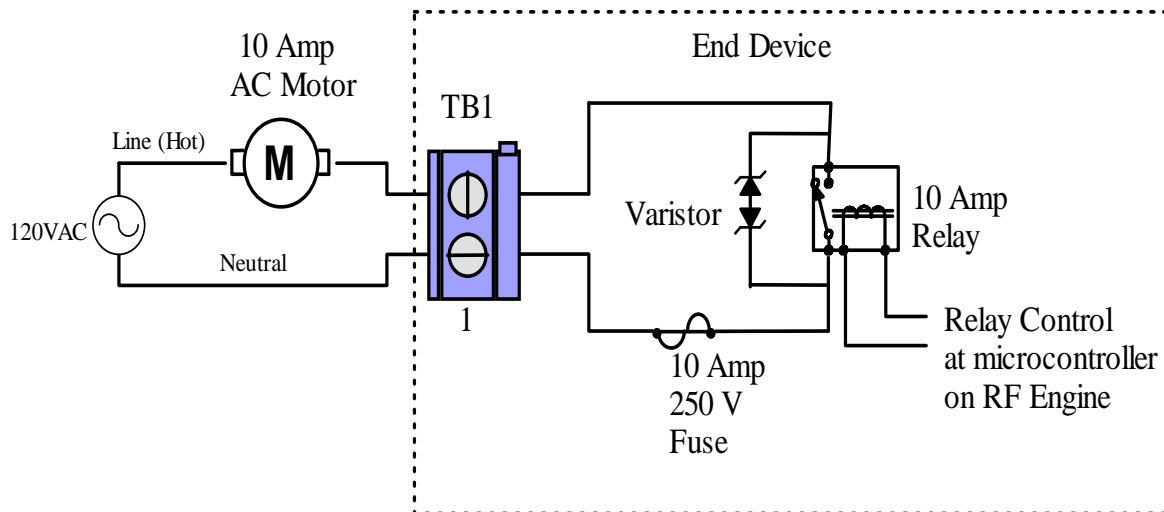 10 Amp
AC Motor
End Device
TB1
Line (Hot)
M
120VAC
Varistor
10 Amp
Relay
Neutral
1
10 Amp
250 V
Fuse
Relay Control
at microcontroller
on RF Engine